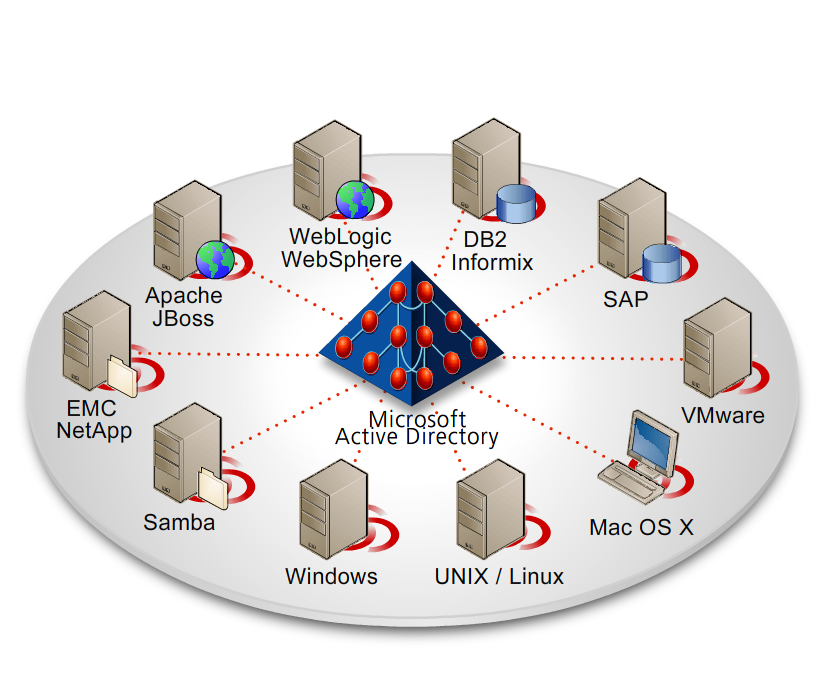 WebLogic
WebSphere
DB2
Informix
Apache
JBoss
SAP
EMC
NetApp
VMware
Microsoft
Active Directory
Samba
Mac OS X
Windows
UNIX / Linux